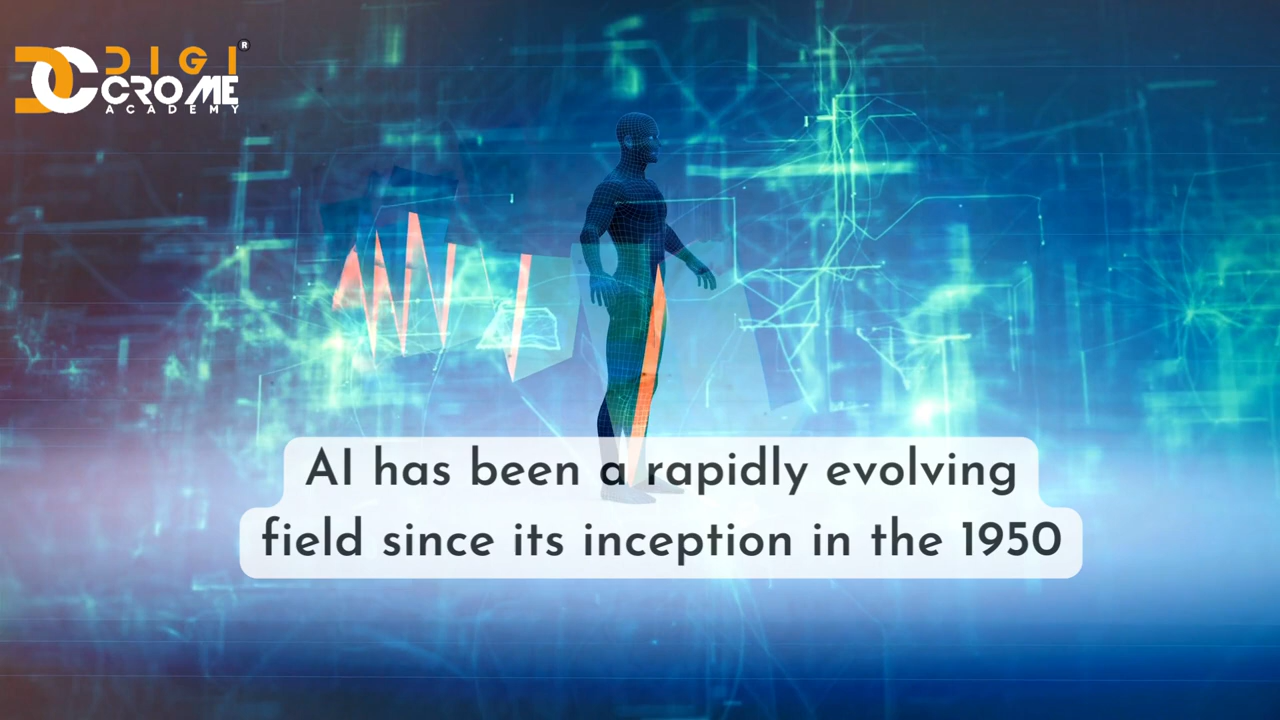 DIGI
CROME
ACADEMY
AI has been a rapidly evolving
field since its inception in the 1950